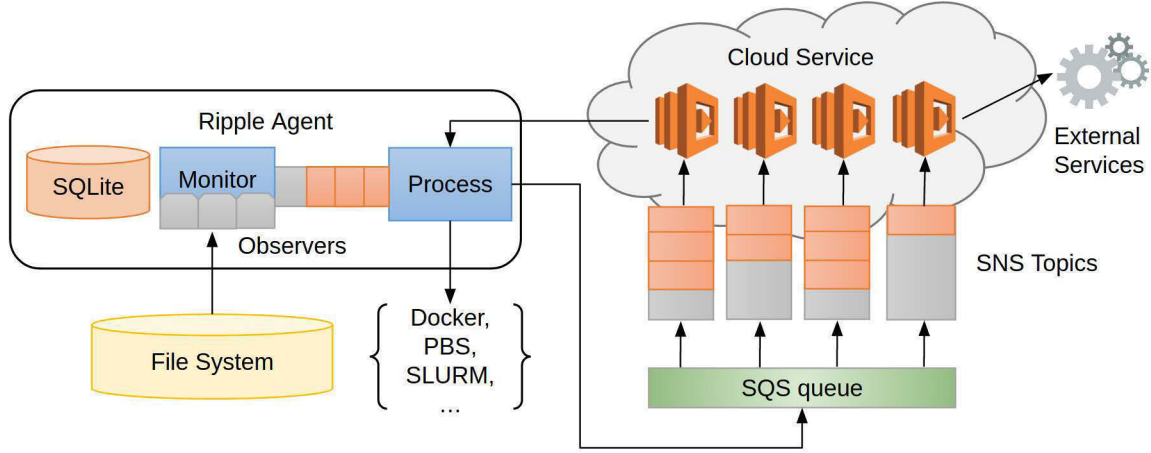 Cloud Service
External
Services
Ripple Agent
SQLite
Monitor
Process
Observers
SNS Topics
File System
Docker,
PBS,
SLURM,
...
SQS queue